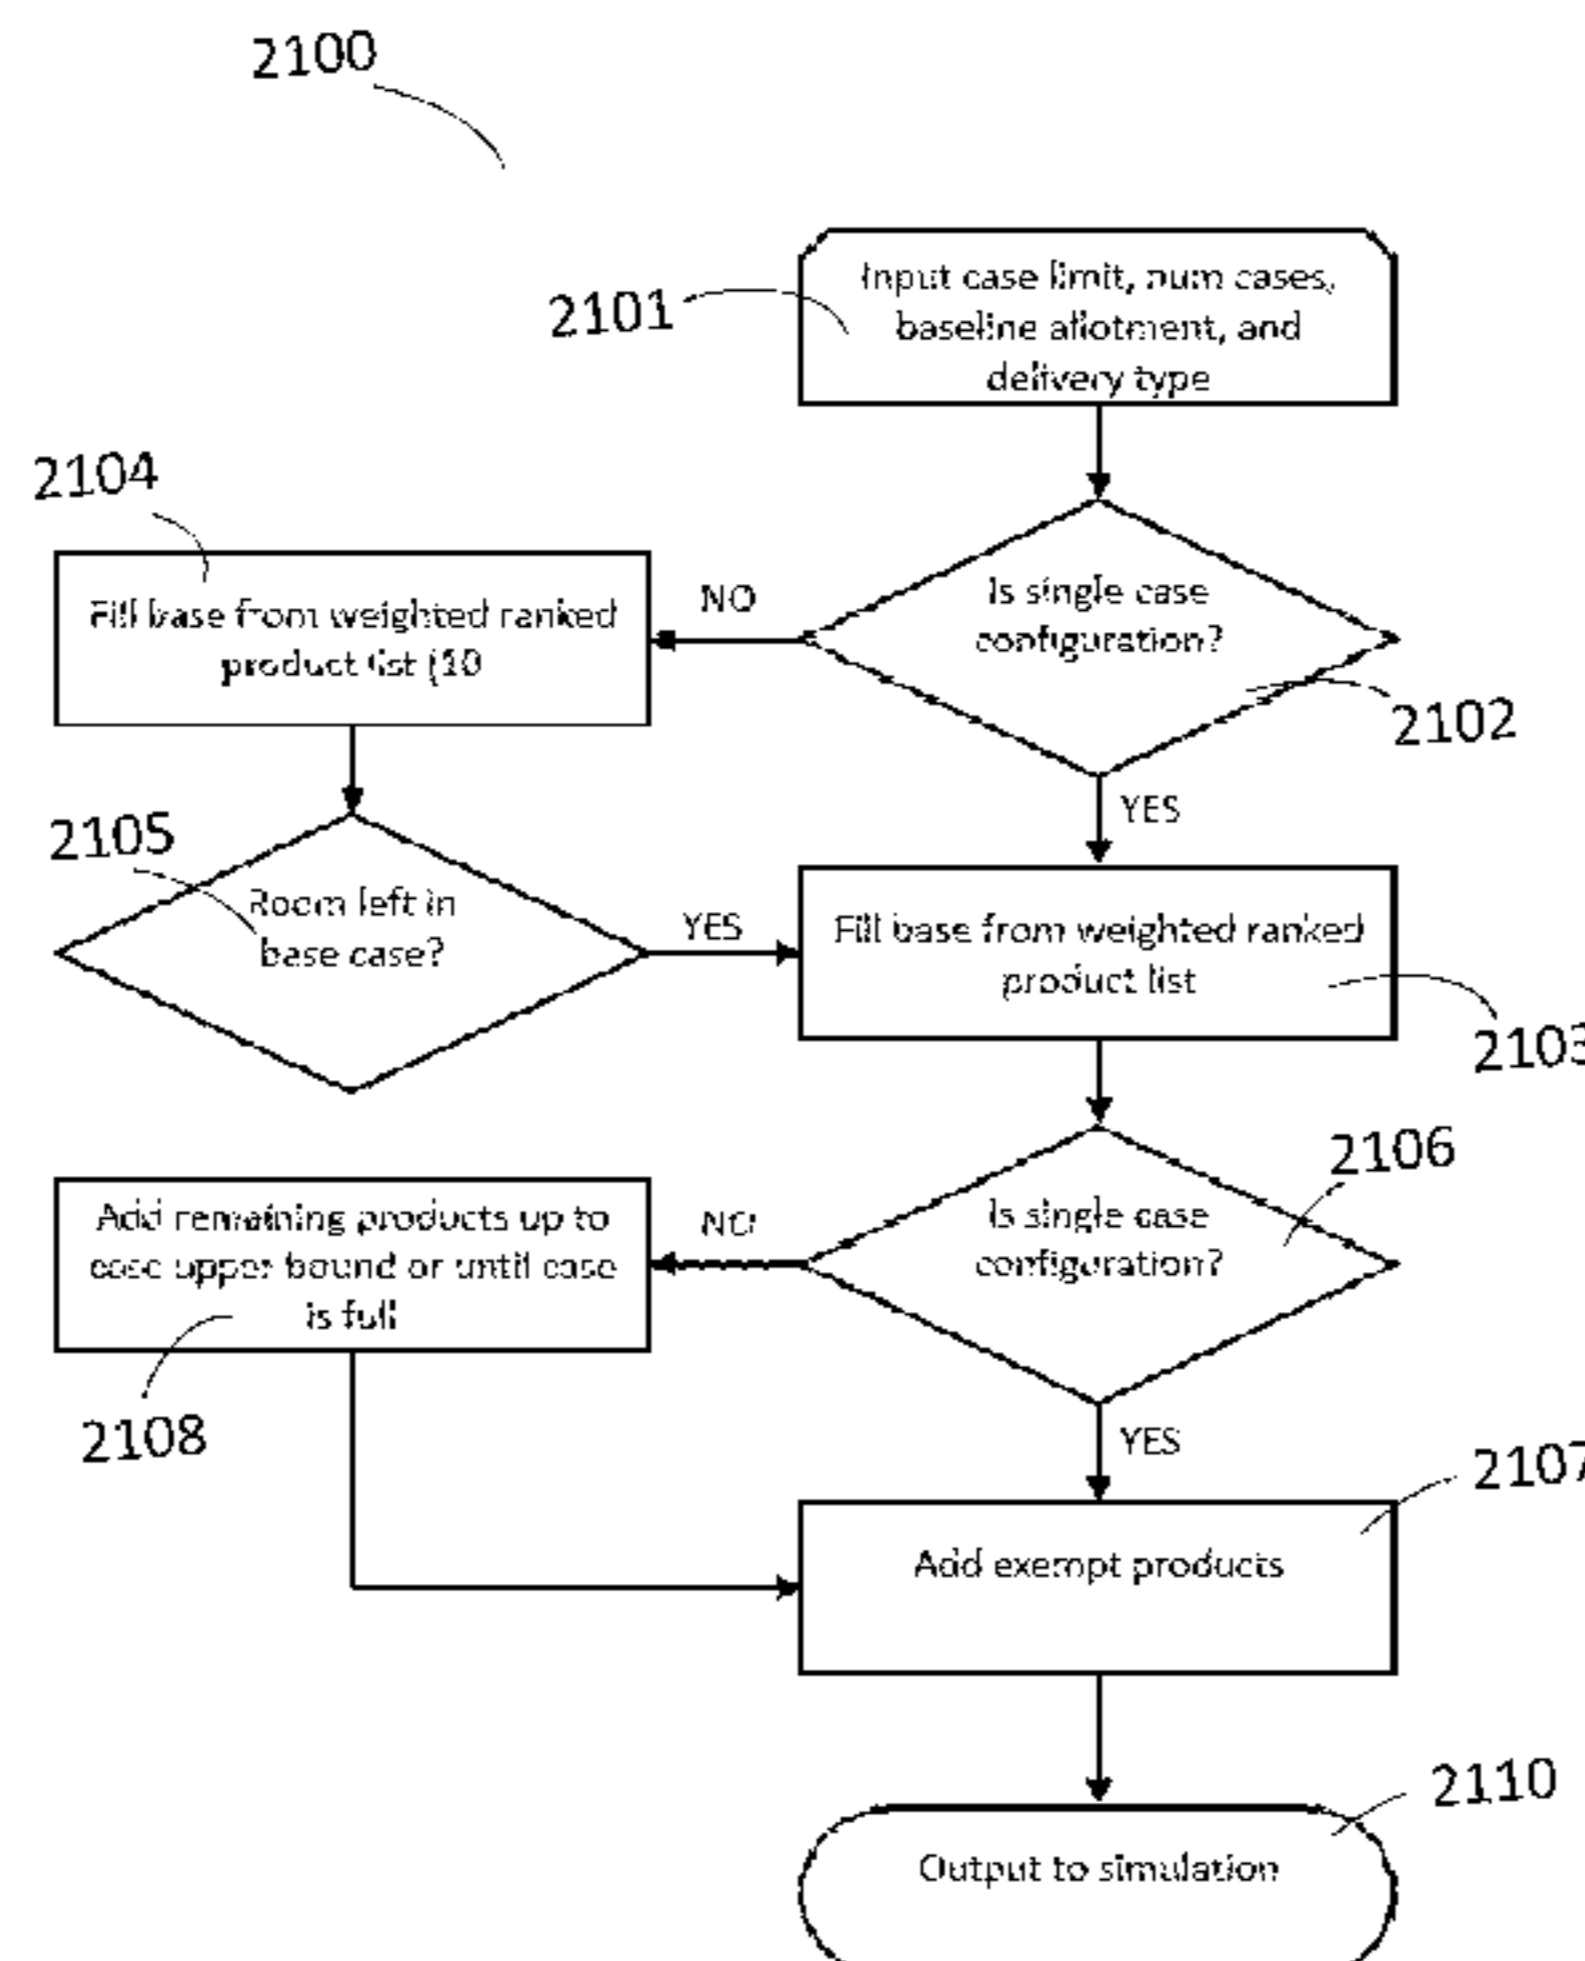 2100
2101
Input case limit, num cases,
baseline allotment, and
delivery type
2104
Fill base from weighted ranked
product list (10
NO
Is single case
configuration?
2102
YES
2105
Room left in
base case?
YES
Fill base from weighted ranked
product list
2103
2106
Is single case
configuration?
NO
Add remaining products up to
case upper bound or until case
is full
2108
YES
2107
Add exempt products
2110
Output to simulation